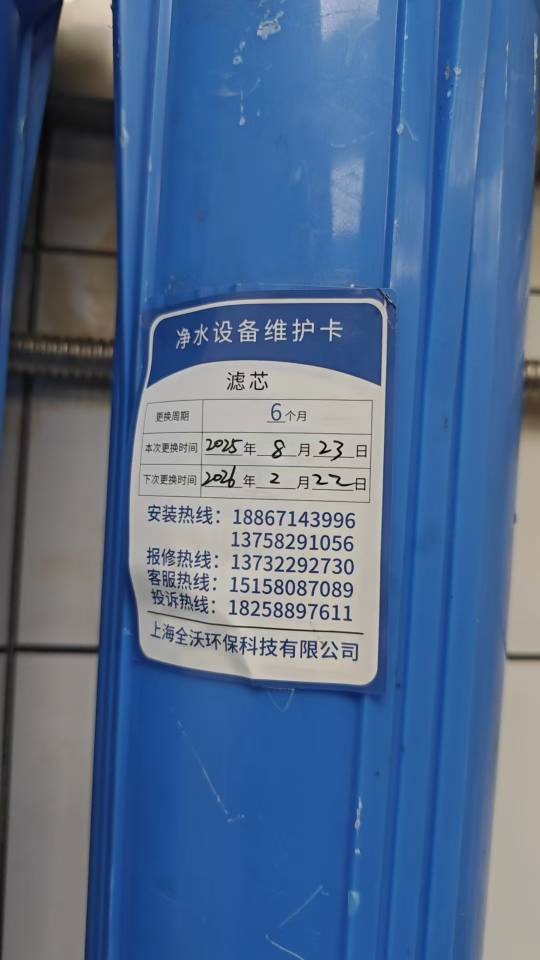 净水设备维护卡
滤芯
更换周期 6个月
本次更换时间 2025年8月23日
下次更换时间 2026年2月22日
安装热线：18867143996
13758291056
报修热线：13732292730
客服热线：15158087089
投诉热线：18258897611
上海全沃环保科技有限公司